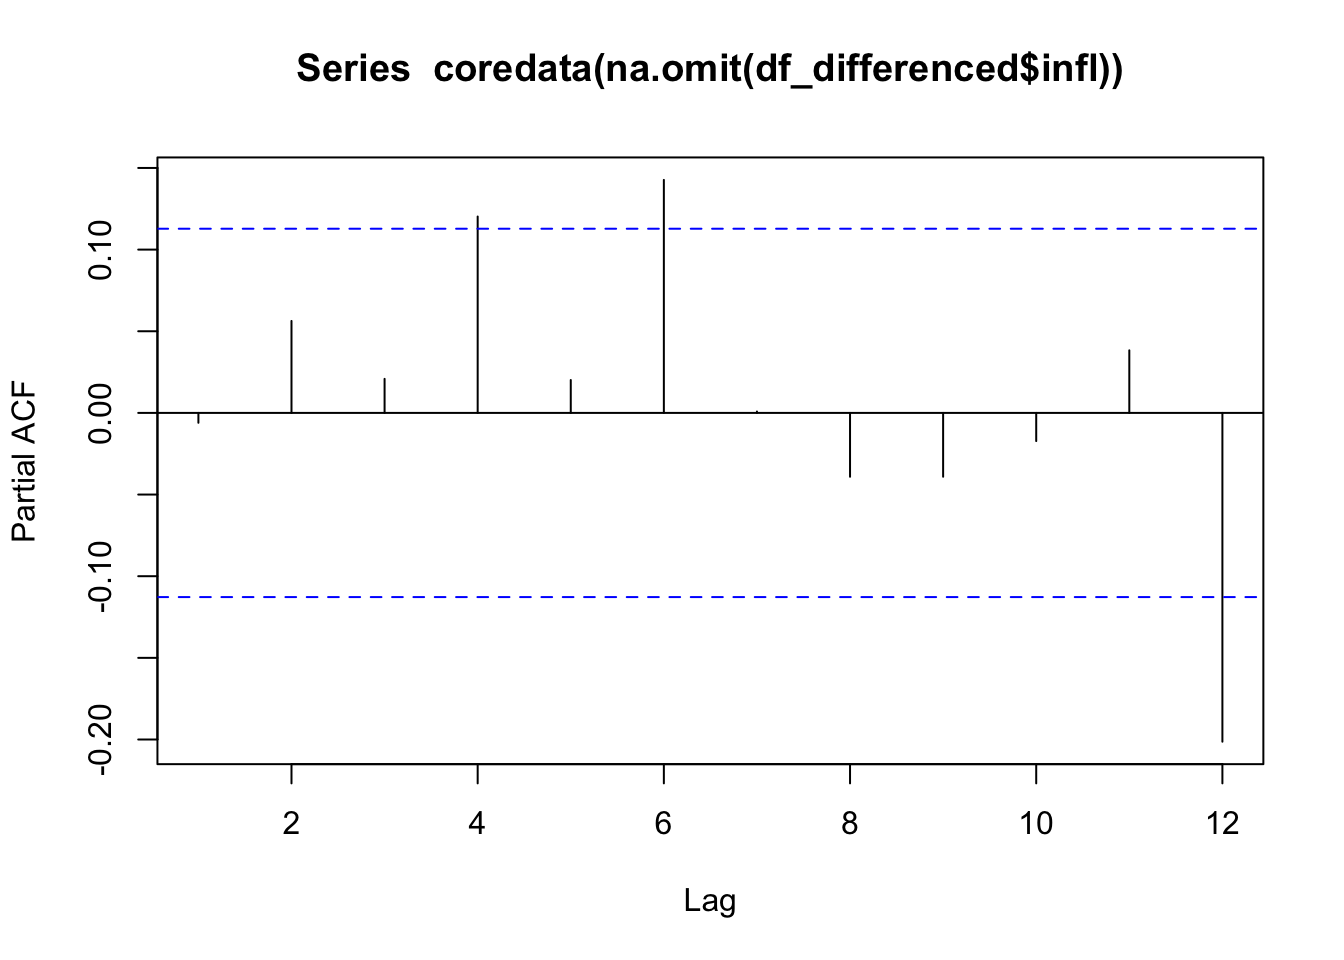 Series  coredata(na.omit(df_differenced$infl))
Partial ACF
0.10
0.00
-0.10
-0.20
2 4 6 8 10 12
Lag